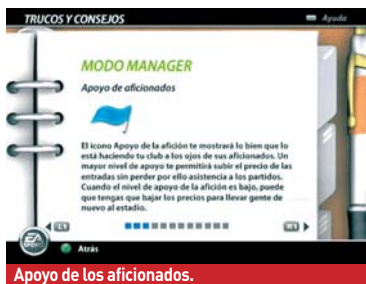 TRUCOS Y CONSEJOS
Ayuda
MODO MANAGER
Apoyo de aficionados
El icono Apoyo de la afición te mostrará lo bien que lo
está haciendo tu club a los ojos de sus aficionados. Un
mayor nivel de apoyo te permitirá subir el precio de las
entradas sin perder por ello asistencia a los partidos.
Cuando el nivel de apoyo de la afición es bajo, puede
que tengas que bajar los precios para llevar gente de
nuevo al estadio.
L1
R1
EA
SPORTS
Atrás
Apoyo de los aficionados.